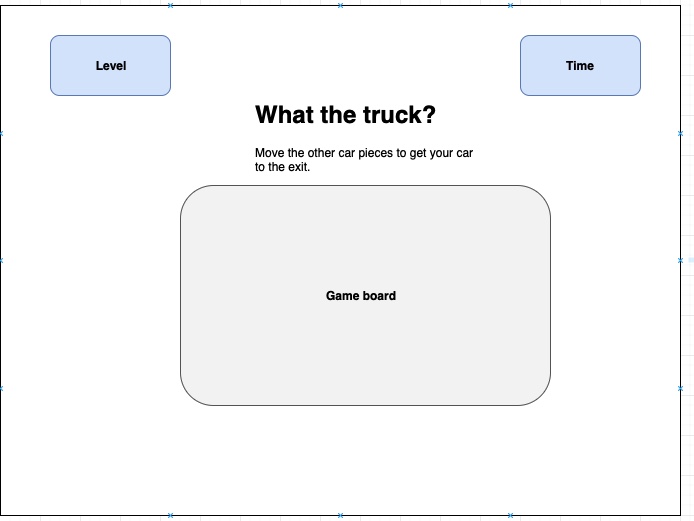 Level
Time
What the truck?
Move the other car pieces to get your car
to the exit.
Game board